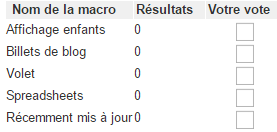 Nom de la macro Résultats Votre vote
Affichage enfants 0
Billets de blog 0
Volet 0
Spreadsheets 0
Récemment mis à jour 0